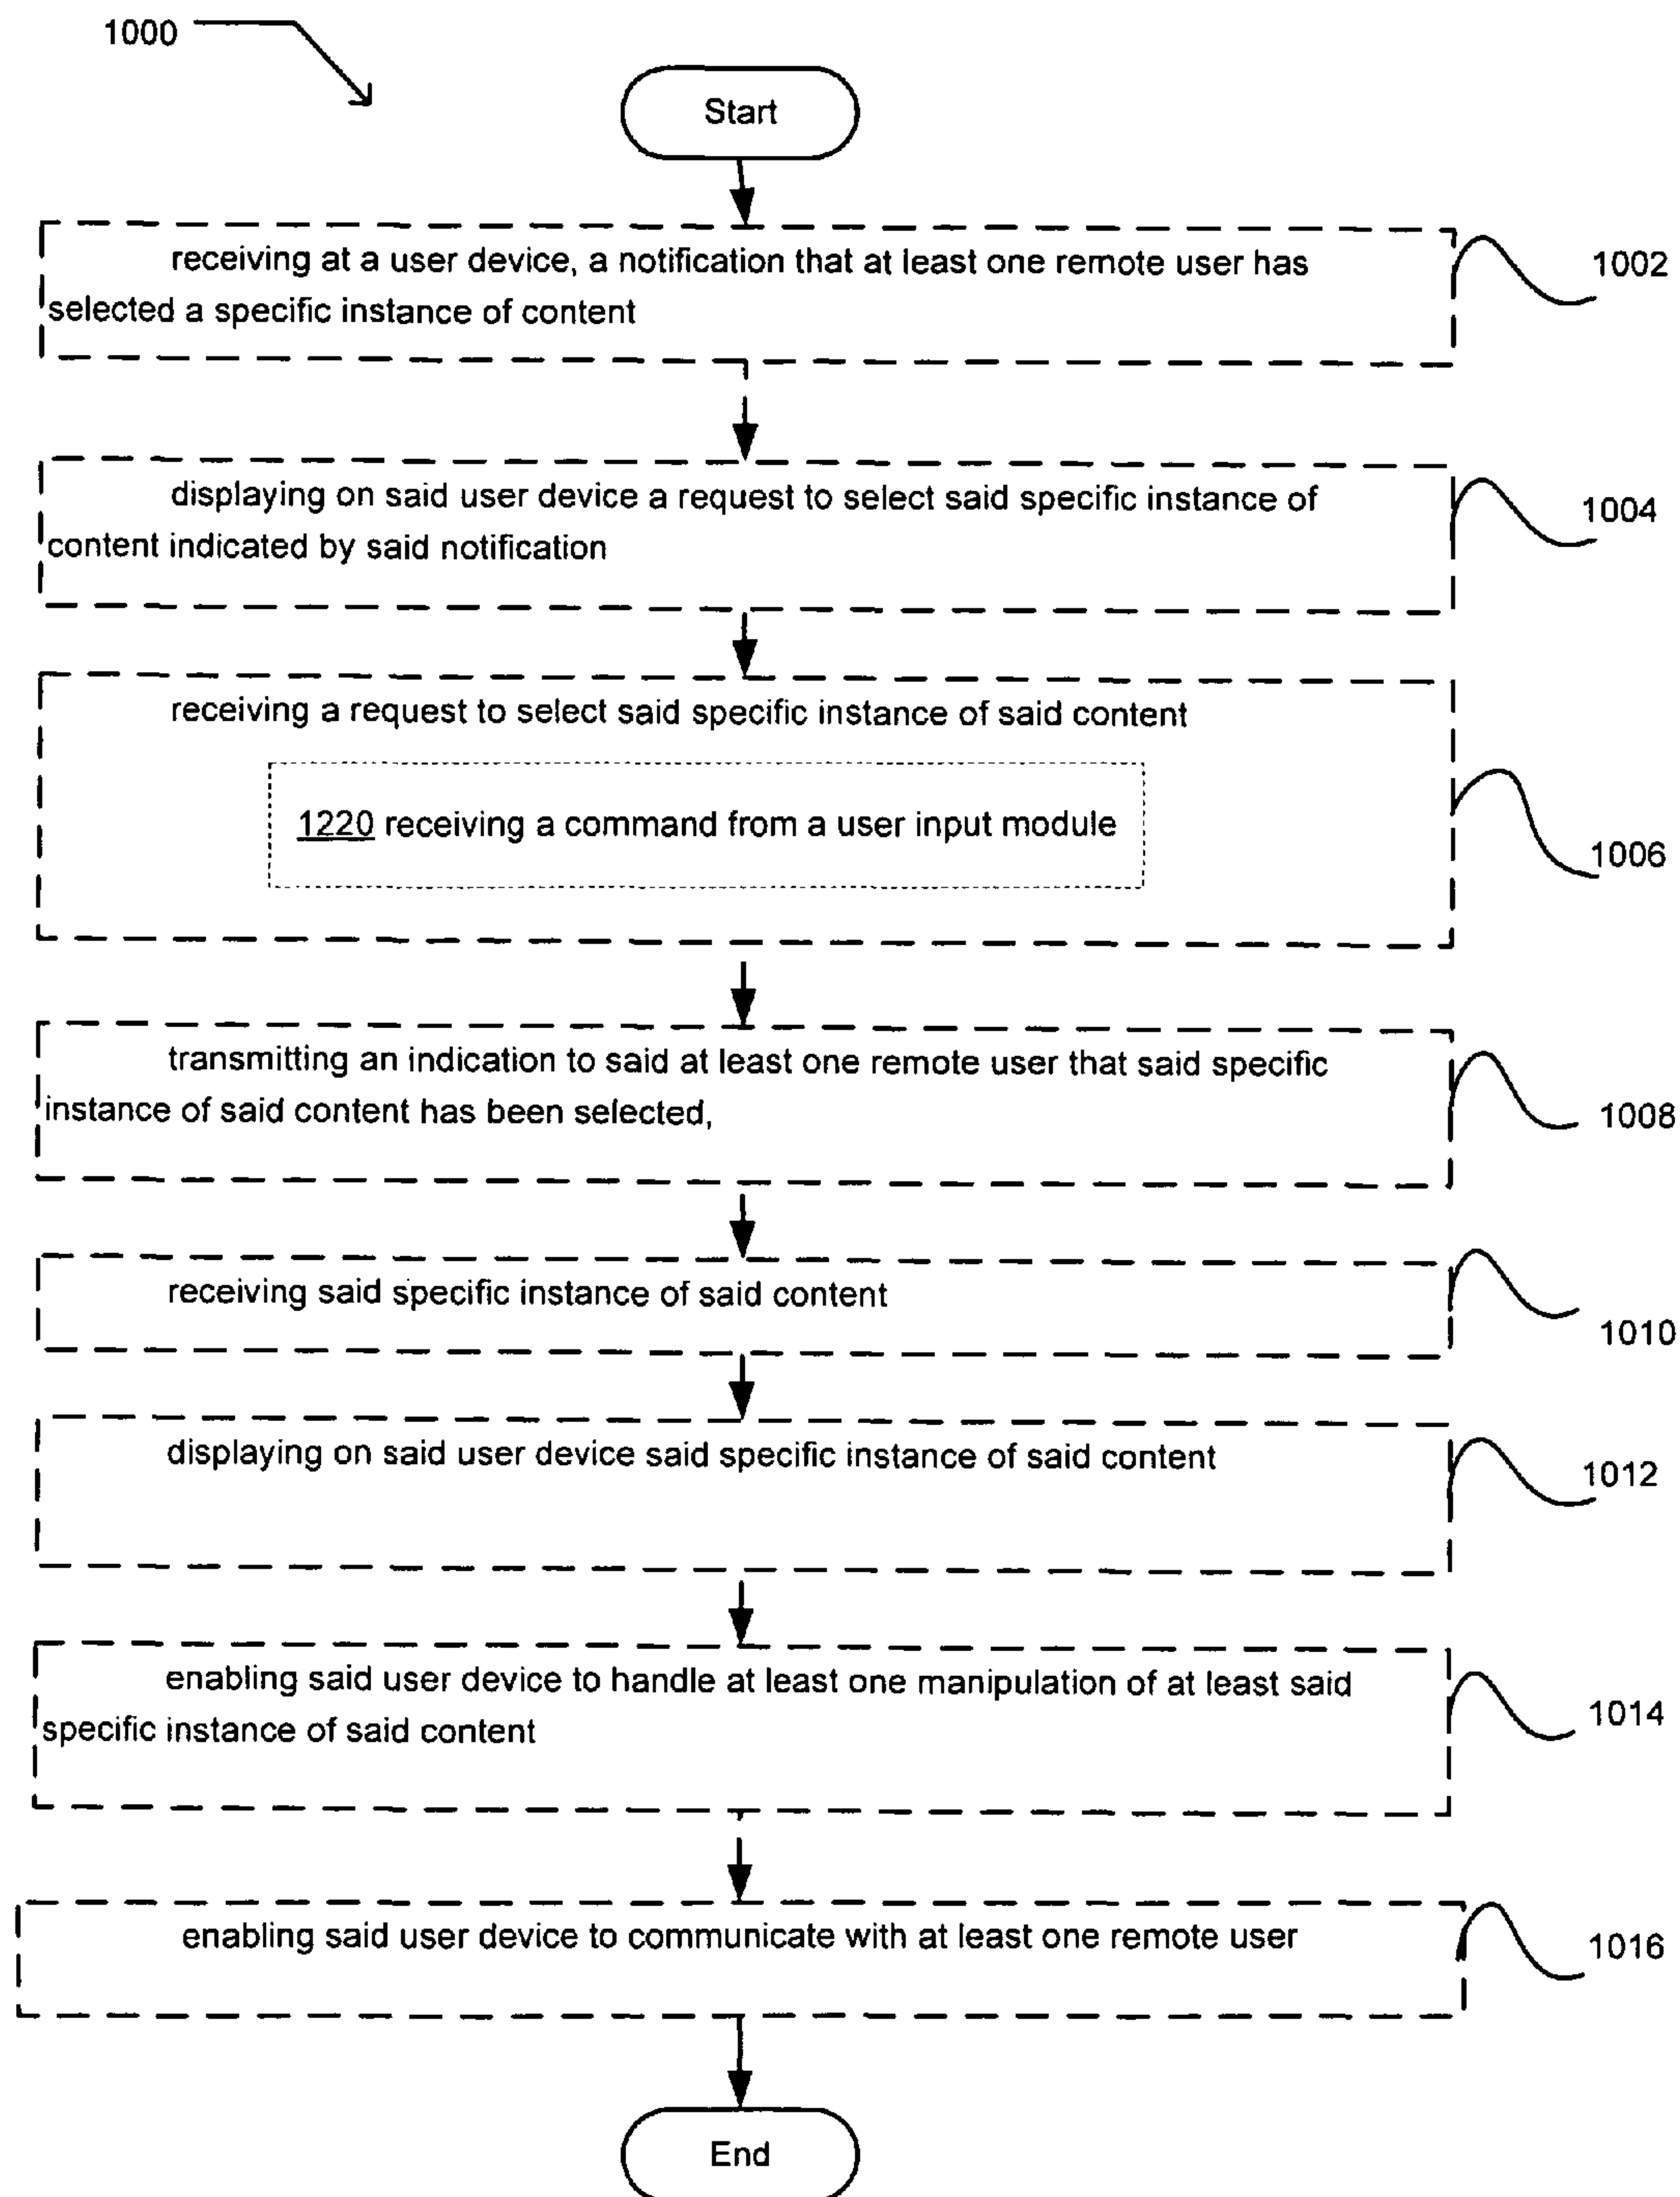 1000
Start
receiving at a user device, a notification that at least one remote user has
selected a specific instance of content
1002
displaying on said user device a request to select said specific instance of
content indicated by said notification
1004
receiving a request to select said specific instance of said content
1220 receiving a command from a user input module
1006
transmitting an indication to said at least one remote user that said specific
instance of said content has been selected,
1008
receiving said specific instance of said content
1010
displaying on said user device said specific instance of said content
1012
enabling said user device to handle at least one manipulation of at least said
specific instance of said content
1014
enabling said user device to communicate with at least one remote user
1016
End